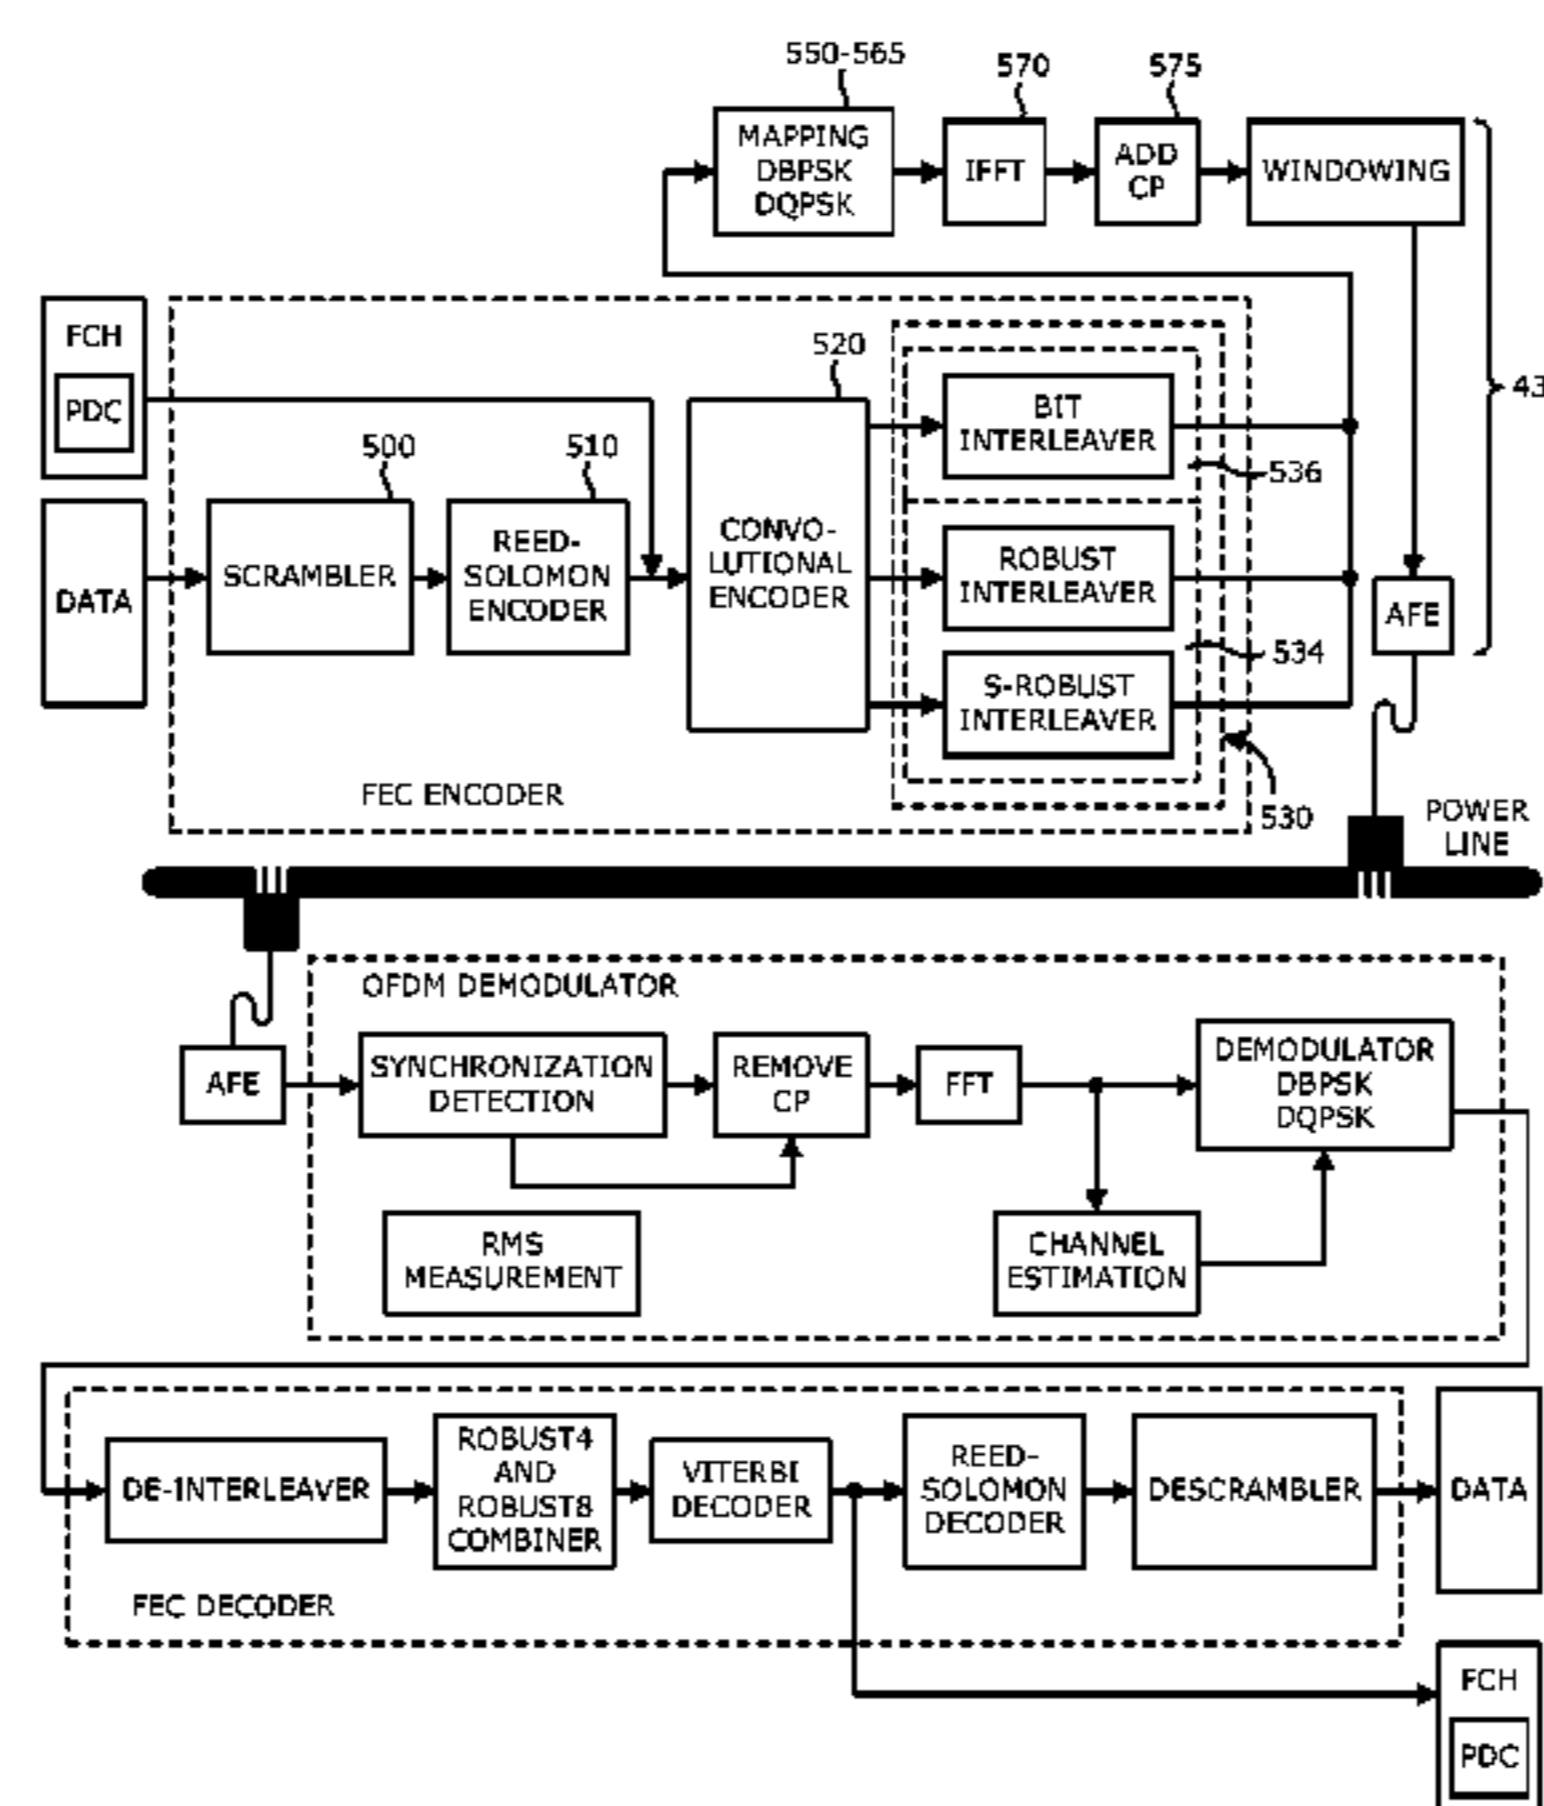 550-565
570
575
MAPPING
DBPSK
DQPSK
IFFT
ADD
CP
WINDOWING
43
FCH
PDC
DATA
500
SCRAMBLER
510
REED-
SOLOMON
ENCODER
520
CONVO-
LUTIONAL
ENCODER
BIT
INTERLEAVER
536
ROBUST
INTERLEAVER
534
S-ROBUST
INTERLEAVER
530
AFE
FEC ENCODER
POWER
LINE
OFDM DEMODULATOR
AFE
SYNCHRONIZATION
DETECTION
REMOVE
CP
FFT
DEMODULATOR
DBPSK
DQPSK
RMS
MEASUREMENT
CHANNEL
ESTIMATION
DE-INTERLEAVER
ROBUST4
AND
ROBUST8
COMBINER
VITERBI
DECODER
REED-
SOLOMON
DECODER
DESCRAMBLER
DATA
FEC DECODER
FCH
PDC